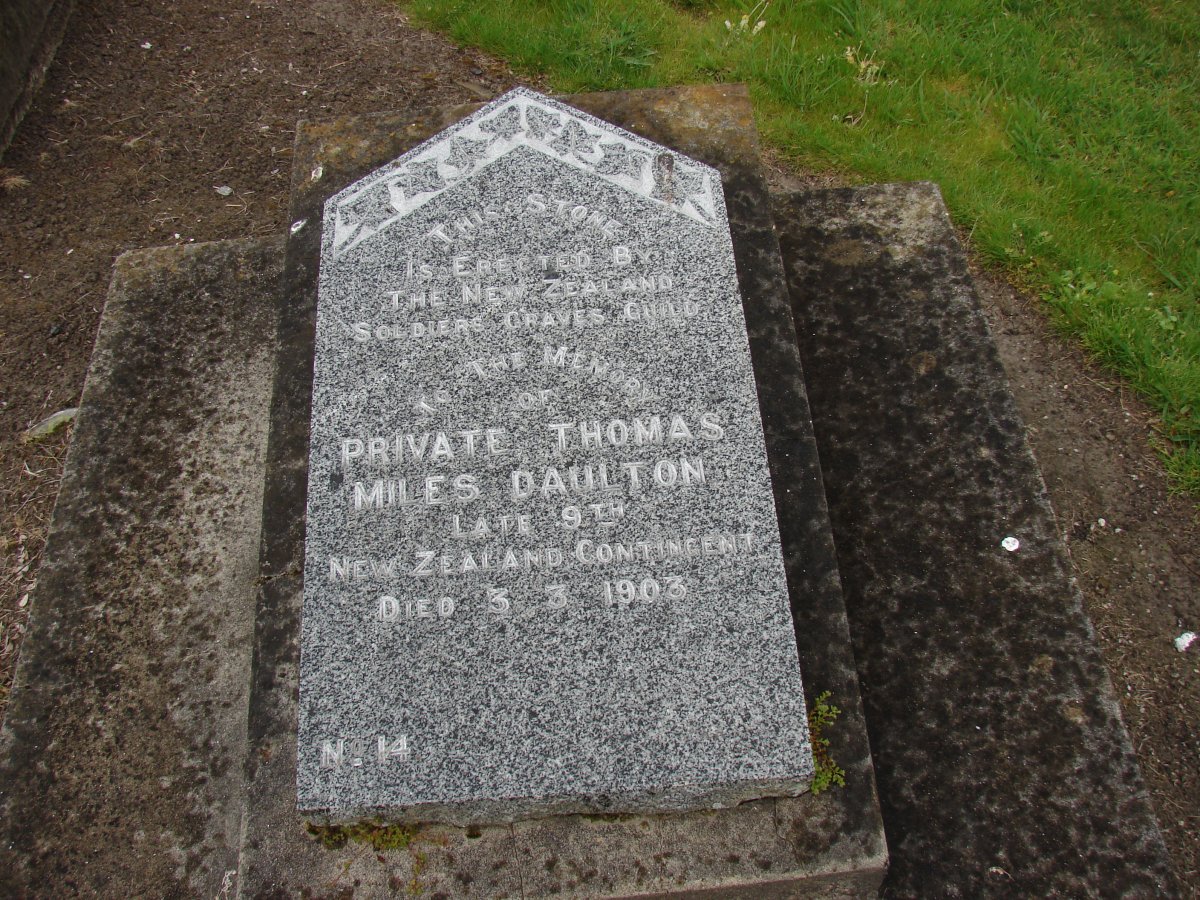 THIS STONE
IS ERECTED BY
THE NEW ZEALAND
SOLDIERS GRAVES GUILD
TO THE MEMORY
OF
PRIVATE THOMAS
MILES DAULTON
LATE 9TH
NEW ZEALAND CONTINGENT
DIED 3 3 1903
No 14